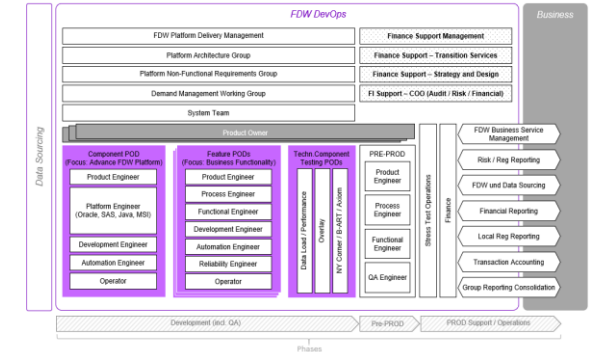 FDW DevOps
Business
Data Sourcing
FDW Platform Delivery Management
Platform Architecture Group
Platform Non-Functional Requirements Group
Demand Management Working Group
System Team
Finance Support Management
Finance Support – Transition Services
Finance Support – Strategy and Design
FI Support – COO (Audit / Risk / Financial)
Product Owner
Component POD
(Focus: Advance FDW Platform)
Product Engineer
Platform Engineer
(Oracle, SAS, Java, MSI)
Development Engineer
Automation Engineer
Operator
Feature PODs
(Focus: Business Functionality)
Product Engineer
Process Engineer
Functional Engineer
Development Engineer
Automation Engineer
Reliability Engineer
Operator
Techn Component
Testing PODs
Data Load / Performance
Overlay
NY Corner / B-ART / Axiom
PRE-PROD
Product
Engineer
Process
Engineer
Functional
Engineer
QA Engineer
Stress Test Operations
Finance
FDW Business Service
Management
Risk / Reg Reporting
FDW und Data Sourcing
Financial Reporting
Local Reg Reporting
Transaction Accounting
Group Reporting Consolidation
Development (incl. QA)
Pre-PROD
PROD Support / Operations
Phases